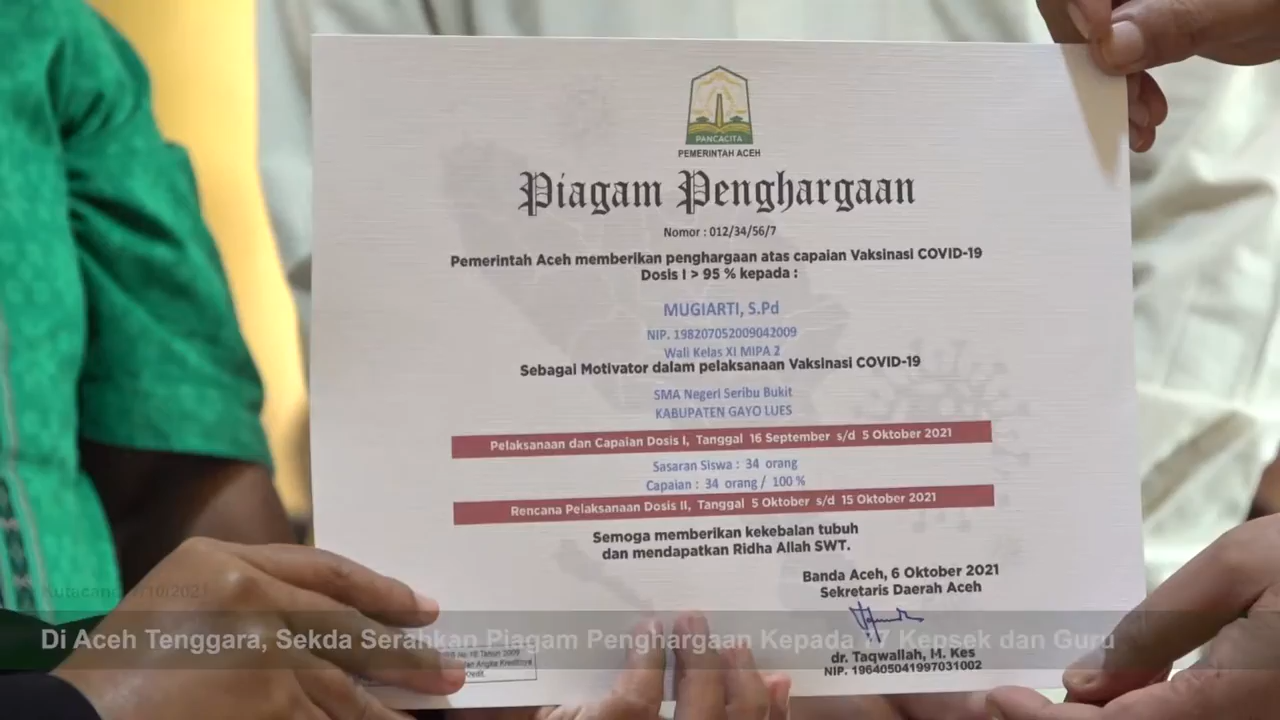 PANCACITA
PEMERINTAH ACEH
Piagam Penghargaan
Nomor : 012/34/56/7
Pemerintah Aceh memberikan penghargaan atas capaian Vaksinasi COVID-19
Dosis I > 95 % kepada :
MUGIARTI, S.Pd
NIP. 198207052009042009
Wali Kelas XI MIPA 2
Sebagai Motivator dalam pelaksanaan Vaksinasi COVID-19
SMA Negeri Seribu Bukit
KABUPATEN GAYO LUES
Pelaksanaan dan Capaian Dosis I, Tanggal 16 September s/d 5 Oktober 2021
Sasaran Siswa : 34 orang
Capaian : 34 orang / 100 %
Rencana Pelaksanaan Dosis II, Tanggal 5 Oktober s/d 15 Oktober 2021
Semoga memberikan kekebalan tubuh
dan mendapatkan Ridha Allah SWT.
Banda Aceh, 6 Oktober 2021
Sekretaris Daerah Aceh
dr. Taqwallah, M. Kes
NIP. 196405041997031002
Tahun 2009
Angka Kredit
Di Aceh Tenggara, Sekda Serahkan Piagam Penghargaan Kepada 77 Kepsek dan Guru